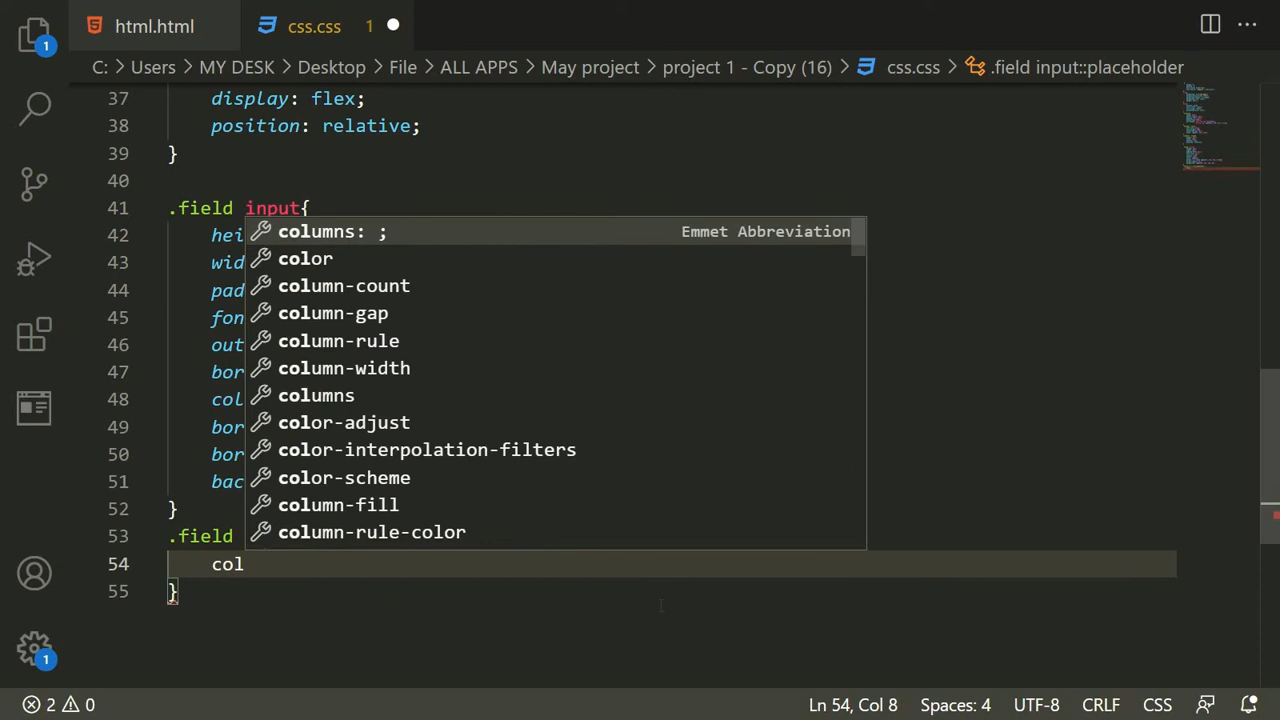 html.html
css.css 1
C: > Users > MY DESK > Desktop > File > ALL APPS > May project > project 1 - Copy (16) > css.css > .field input::placeholder
37 display: flex;
38 position: relative;
39 }
40
41 .field input{
42 hei
43 wid
44 pad
45 fon
46 out
47 bor
48 col
49 bor
50 bor
51 bac
52 }
53 .field
54 col
55 }
columns: ; Emmet Abbreviation
color
column-count
column-gap
column-rule
column-width
columns
color-adjust
color-interpolation-filters
color-scheme
column-fill
column-rule-color
1
1
2 0 Ln 54, Col 8 Spaces: 4 UTF-8 CRLF CSS